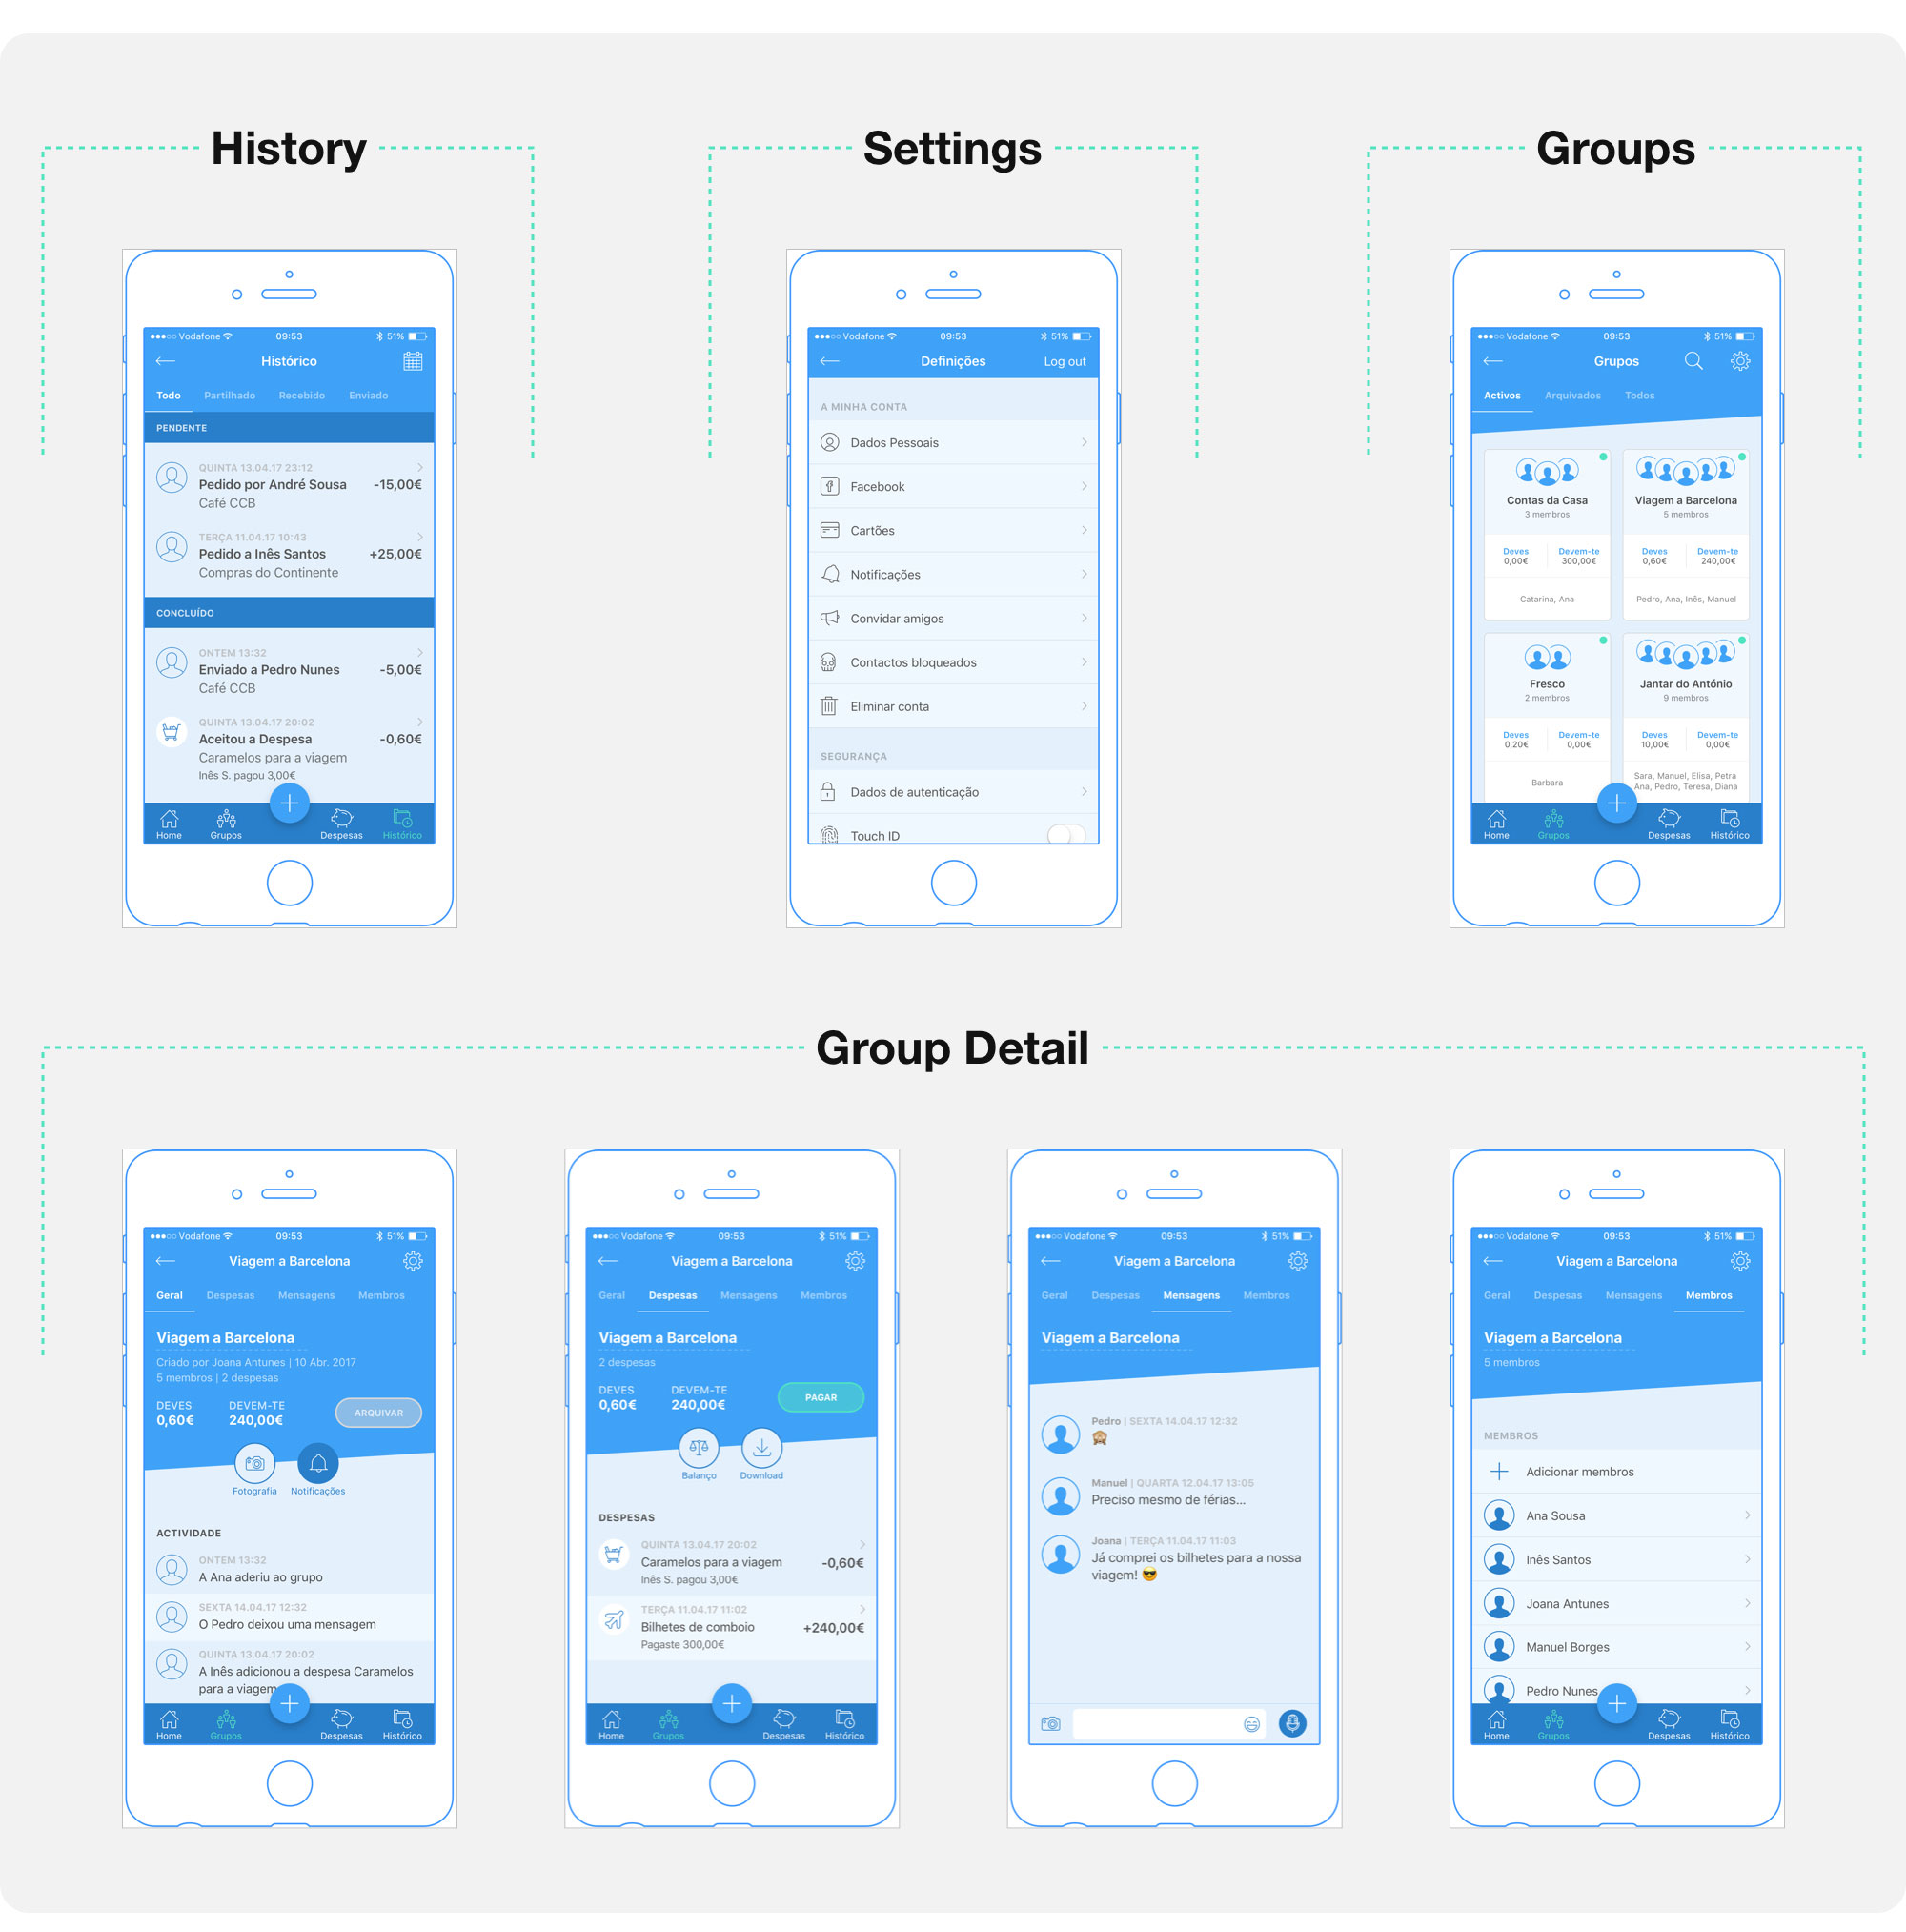 History
Settings
Groups
Vodafone 09:53 51%
Histórico
Todo Partilhado Recebido Enviado
PENDENTE
QUINTA 13.04.17 23:12
Pedido por André Sousa -15,00€
Café CCB
TERÇA 11.04.17 10:43
Pedido a Inês Santos +25,00€
Compras do Continente
CONCLUÍDO
ONTEM 13:32
Enviado a Pedro Nunes -5,00€
Café CCB
QUINTA 13.04.17 20:02
Aceitou a Despesa -0,60€
Caramelos para a viagem
Inês S. pagou 3,00€
Home Grupos Despesas Histórico
Vodafone 09:53 51%
Definições Log out
A MINHA CONTA
Dados Pessoais
Facebook
Cartões
Notificações
Convidar amigos
Contactos bloqueados
Eliminar conta
SEGURANÇA
Dados de autenticação
Touch ID
Vodafone 09:53 51%
Grupos
Activos Arquivados Todos
Contas da Casa
3 membros
Deves Devem-te
0,00€ 300,00€
Catarina, Ana
Viagem a Barcelona
5 membros
Deves Devem-te
0,60€ 240,00€
Pedro, Ana, Inês, Manuel
Fresco
2 membros
Deves Devem-te
0,20€ 0,00€
Barbara
Jantar do António
9 membros
Deves Devem-te
10,00€ 0,00€
Sara, Manuel, Elisa, Petra
Ana, Pedro, Teresa, Diana
Home Grupos Despesas Histórico
Group Detail
Vodafone 09:53 51%
Viagem a Barcelona
Geral Despesas Mensagens Membros
Viagem a Barcelona
Criado por Joana Antunes | 10 Abr. 2017
5 membros | 2 despesas
DEVES DEVEM-TE
0,60€ 240,00€ ARQUIVAR
Fotografia Notificações
ACTIVIDADE
ONTEM 13:32
A Ana aderiu ao grupo
SEXTA 14.04.17 12:32
O Pedro deixou uma mensagem
QUINTA 13.04.17 20:02
A Inês adicionou a despesa Caramelos
para a viagem
Home Grupos Despesas Histórico
Vodafone 09:53 51%
Viagem a Barcelona
Geral Despesas Mensagens Membros
Viagem a Barcelona
2 despesas
DEVES DEVEM-TE
0,60€ 240,00€ PAGAR
Balanço Download
DESPESAS
QUINTA 13.04.17 20:02
Caramelos para a viagem -0,60€
Inês S. pagou 3,00€
TERÇA 11.04.17 11:02
Bilhetes de comboio +240,00€
Pagaste 300,00€
Home Grupos Despesas Histórico
Vodafone 09:53 51%
Viagem a Barcelona
Geral Despesas Mensagens Membros
Viagem a Barcelona
Pedro | SEXTA 14.04.17 12:32
🙈
Manuel | QUARTA 12.04.17 13:05
Preciso mesmo de férias...
Joana | TERÇA 11.04.17 11:03
Já comprei os bilhetes para a nossa
viagem! 😎
Vodafone 09:53 51%
Viagem a Barcelona
Geral Despesas Mensagens Membros
Viagem a Barcelona
5 membros
MEMBROS
Adicionar membros
Ana Sousa
Inês Santos
Joana Antunes
Manuel Borges
Pedro Nunes
Home Grupos Despesas Histórico